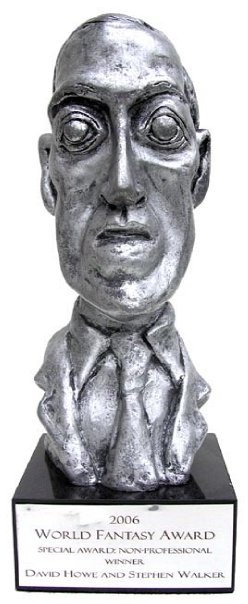 2006
WORLD FANTASY AWARD
SPECIAL AWARD: NON-PROFESSIONAL
WINNER
DAVID HOWE AND STEPHEN WALKER